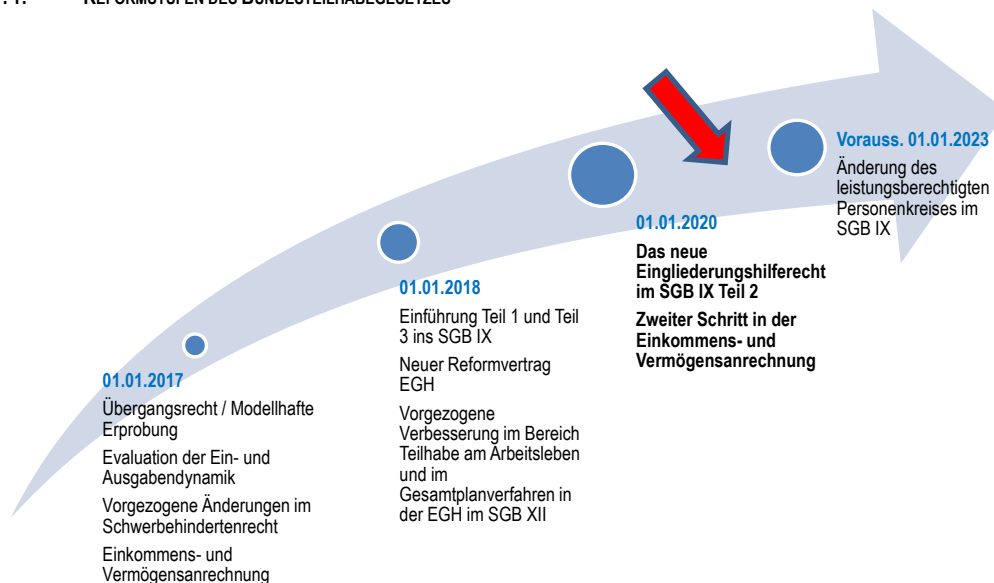 REFORMSTUFEN DES BUNDESTEILHABEGESETZES
01.01.2017
Übergangsrecht / Modellhafte
Erprobung
Evaluation der Ein- und
Ausgabendynamik
Vorgezogene Änderungen im
Schwerbehindertenrecht
Einkommens- und
Vermögensanrechnung
01.01.2018
Einführung Teil 1 und Teil
3 ins SGB IX
Neuer Reformvertrag
EGH
Vorgezogene
Verbesserung im Bereich
Teilhabe am Arbeitsleben
und im
Gesamtplanverfahren in
der EGH im SGB XII
01.01.2020
Das neue
Eingliederungshilferecht
im SGB IX Teil 2
Zweiter Schritt in der
Einkommens- und
Vermögensanrechnung
Vorauss. 01.01.2023
Änderung des
leistungsberechtigten
Personenkreises im
SGB IX